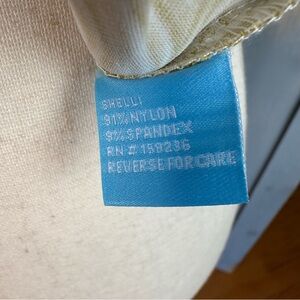 SHELL:
91% NYLON
9% SPANDEX
RN # 159236
REVERSE FOR CARE